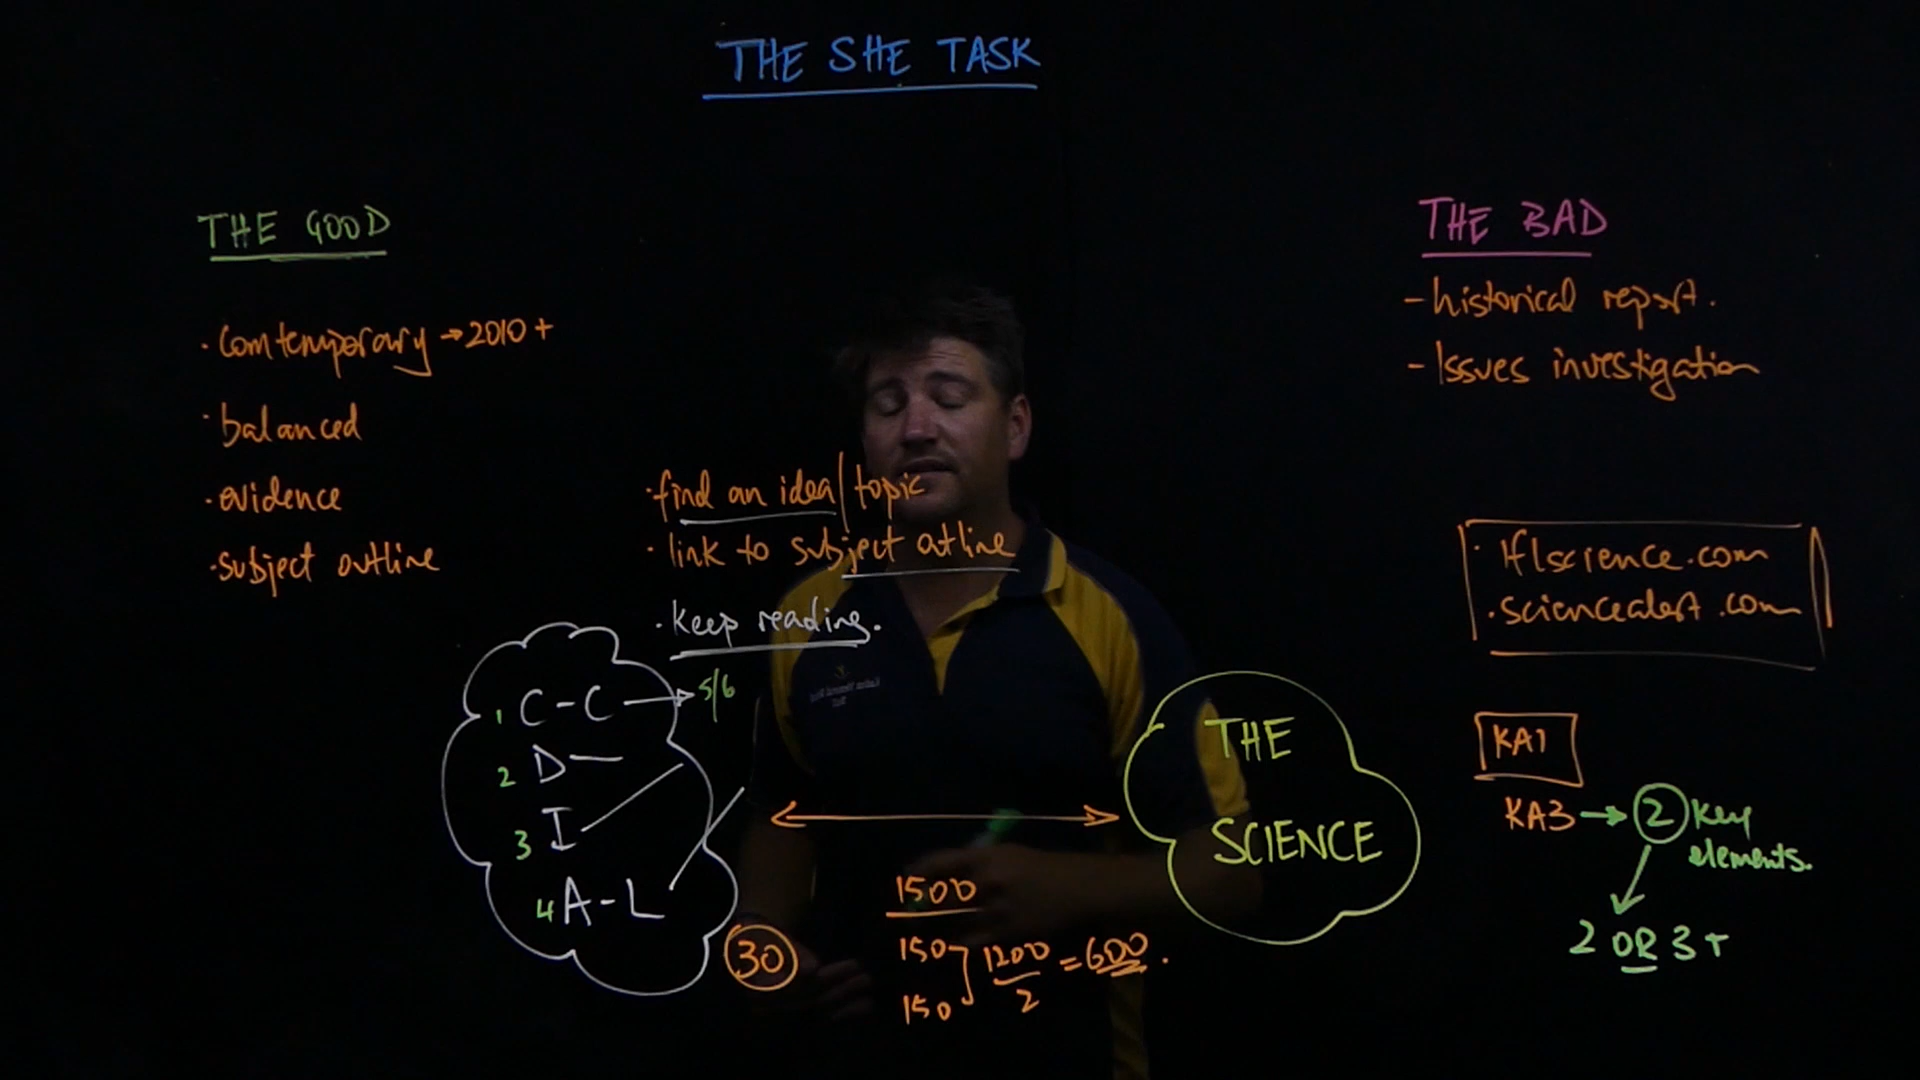 THE SHE TASK
THE GOOD
· Comtemporary → 2010 +
· balanced
· evidence
· subject outline
· find an idea / topic
· link to subject outline
· Keep reading.
1 C - C → 5/6
2 D —
3 I
4 A - L
30
1500
150
150
1200
2
= 600.
THE
SCIENCE
THE BAD
- historical report.
- Issues investigation
· Iflscience.com
· sciencealert.com
KA1
KA3 → 2 Key
elements.
2 OR 3 +